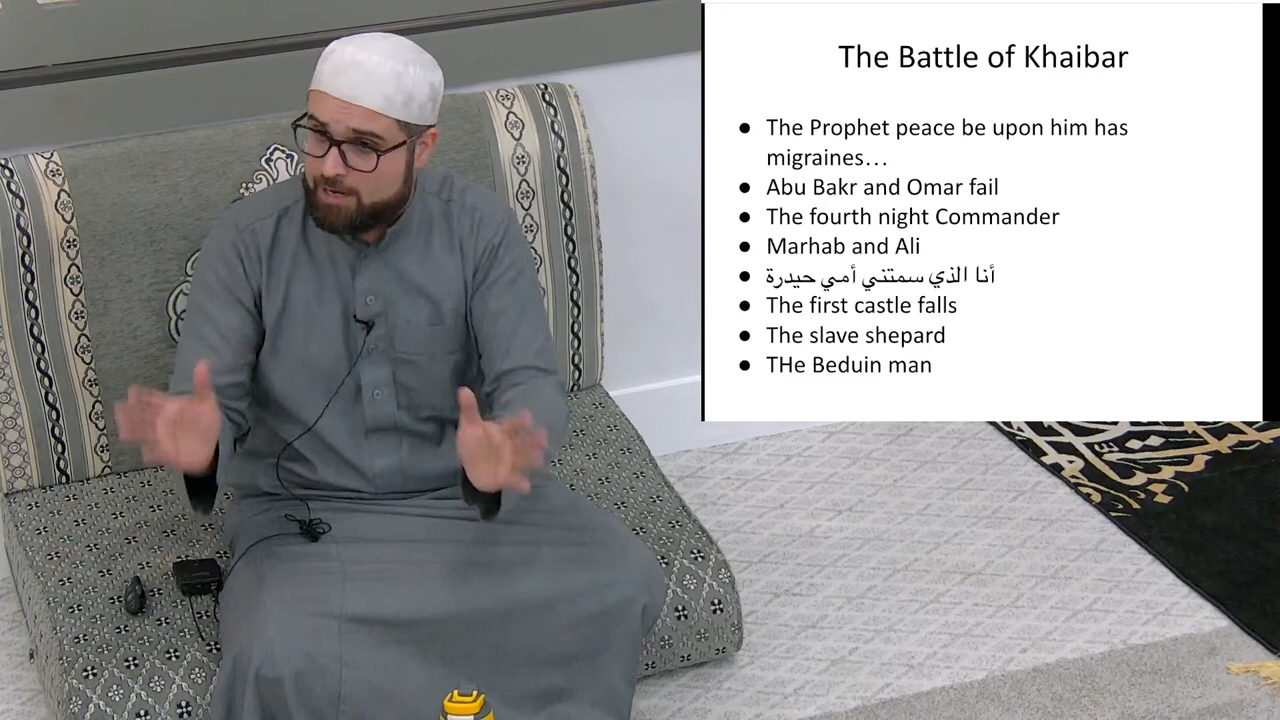 The Battle of Khaibar
● The Prophet peace be upon him has
migraines…
● Abu Bakr and Omar fail
● The fourth night Commander
● Marhab and Ali
● أنا الذي سمتني أمي حيدرة
● The first castle falls
● The slave shepard
● THe Beduin man